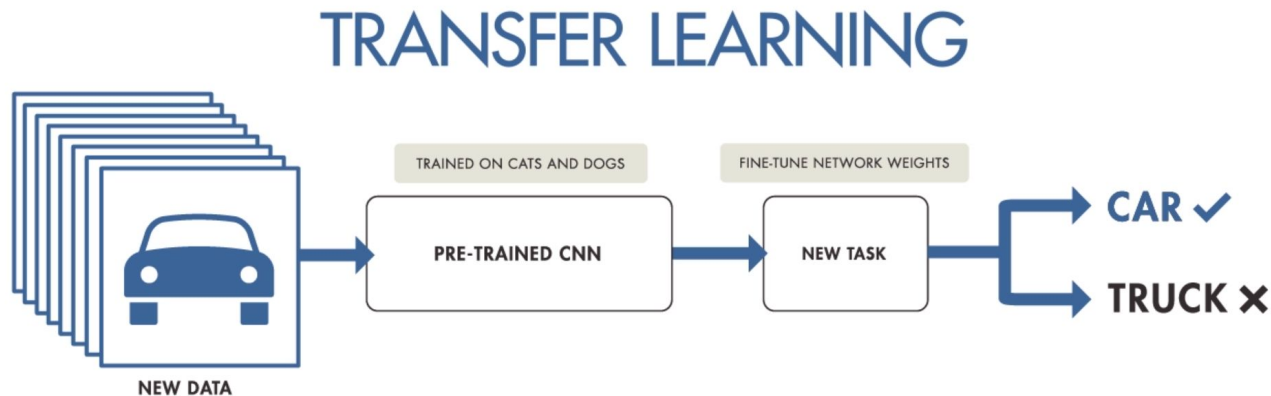 TRANSFER LEARNING
TRAINED ON CATS AND DOGS
FINE-TUNE NETWORK WEIGHTS
PRE-TRAINED CNN
NEW TASK
CAR
TRUCK
NEW DATA